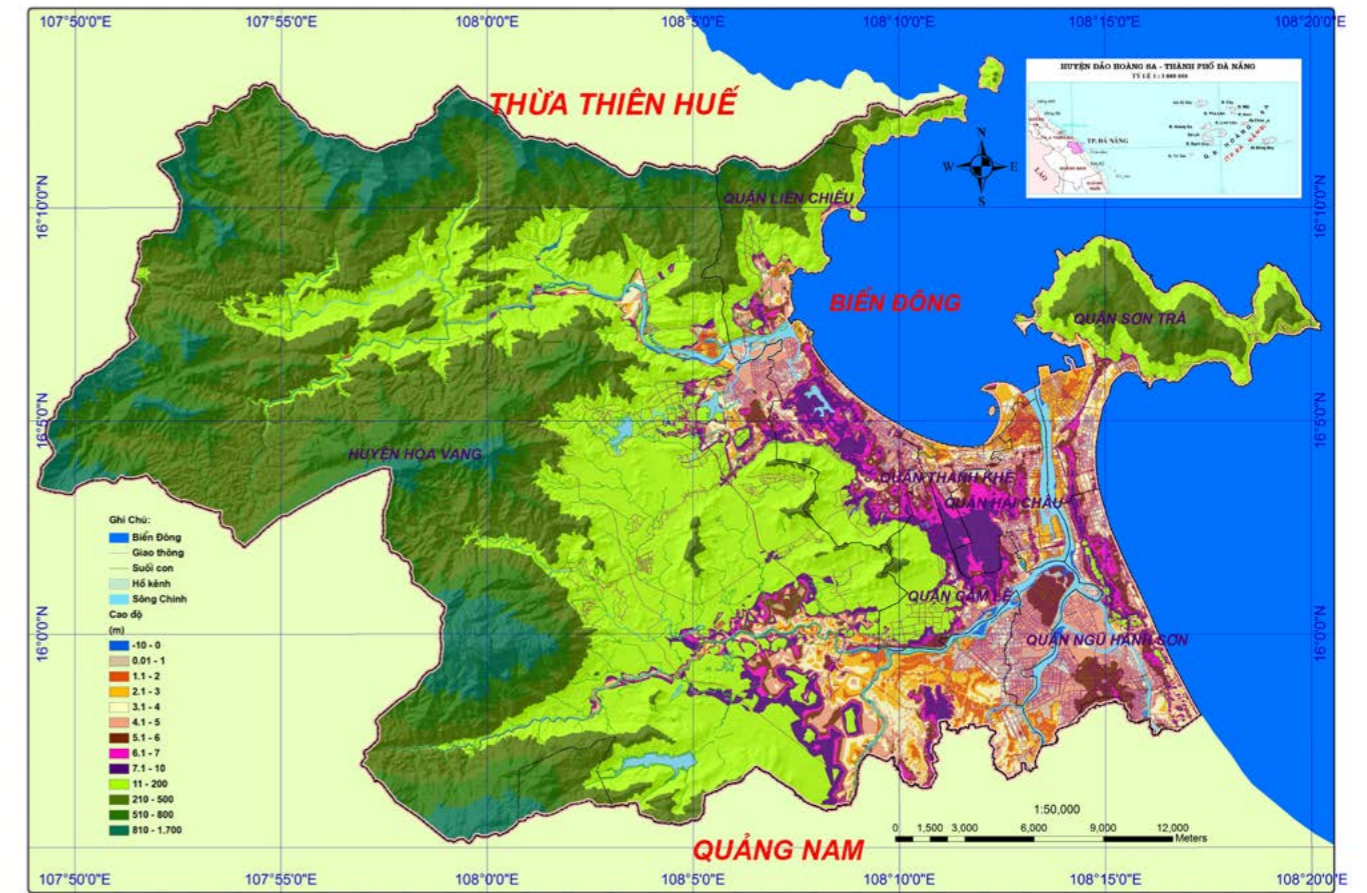 107°50'0"E 107°55'0"E 108°0'0"E 108°5'0"E 108°10'0"E 108°15'0"E 108°20'0"E
HUYỆN ĐẢO HOÀNG SA - THÀNH PHỐ ĐÀ NẴNG
TP. ĐÀ NẴNG
LÀO
THỪA THIÊN HUẾ
N
W E
S
16°10'0"N 16°10'0"N
QUẬN LIÊN CHIỂU
BIỂN ĐÔNG
QUẬN SƠN TRÀ
16°5'0"N 16°5'0"N
HUYỆN HÒA VANG
QUẬN THANH KHÊ
QUẬN HẢI CHÂU
QUẬN CẨM LỆ
QUẬN NGŨ HÀNH SƠN
16°0'0"N 16°0'0"N
Ghi Chú:
Biển Đông
Giao thông
Suối con
Hồ kênh
Sông Chính
Cao độ
(m)
-10 - 0
0.01 - 1
1.1 - 2
2.1 - 3
3.1 - 4
4.1 - 5
5.1 - 6
6.1 - 7
7.1 - 10
11 - 200
210 - 500
510 - 800
810 - 1.700
1:50,000
0 1,500 3,000 6,000 9,000 12,000
Meters
QUẢNG NAM
107°50'0"E 107°55'0"E 108°0'0"E 108°5'0"E 108°10'0"E 108°15'0"E 108°20'0"E